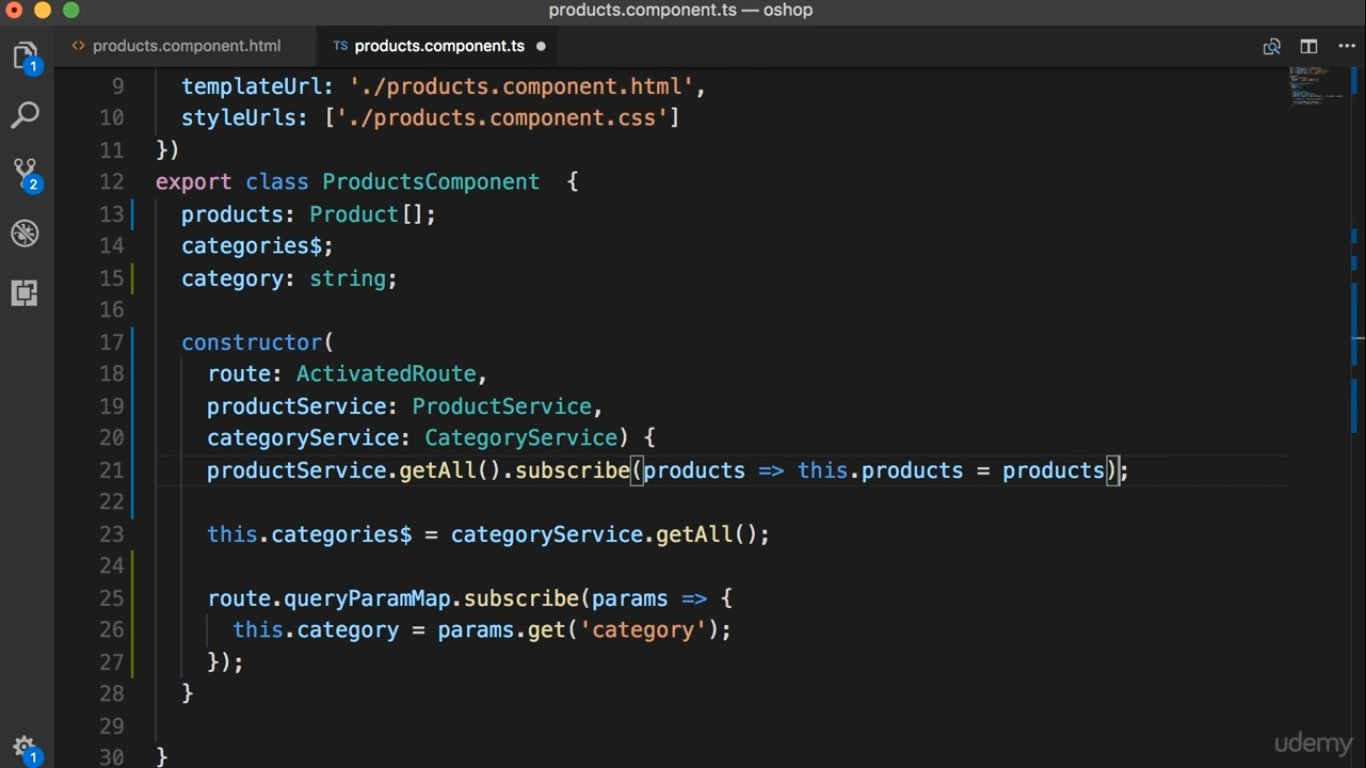 products.component.ts — oshop
products.component.html
TS products.component.ts
1
2
1
9 templateUrl: './products.component.html',
10 styleUrls: ['./products.component.css']
11 })
12 export class ProductsComponent  {
13 products: Product[];
14 categories$;
15 category: string;
16
17 constructor(
18 route: ActivatedRoute,
19 productService: ProductService,
20 categoryService: CategoryService) {
21 productService.getAll().subscribe(products => this.products = products);
22
23 this.categories$ = categoryService.getAll();
24
25 route.queryParamMap.subscribe(params => {
26 this.category = params.get('category');
27 });
28 }
29
30 }
udemy